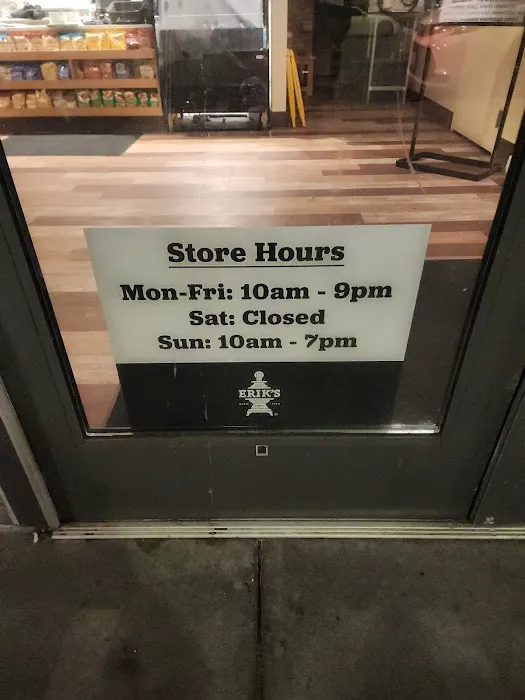 Store Hours
Mon-Fri: 10am - 9pm
Sat: Closed
Sun: 10am - 7pm
ERIK'S